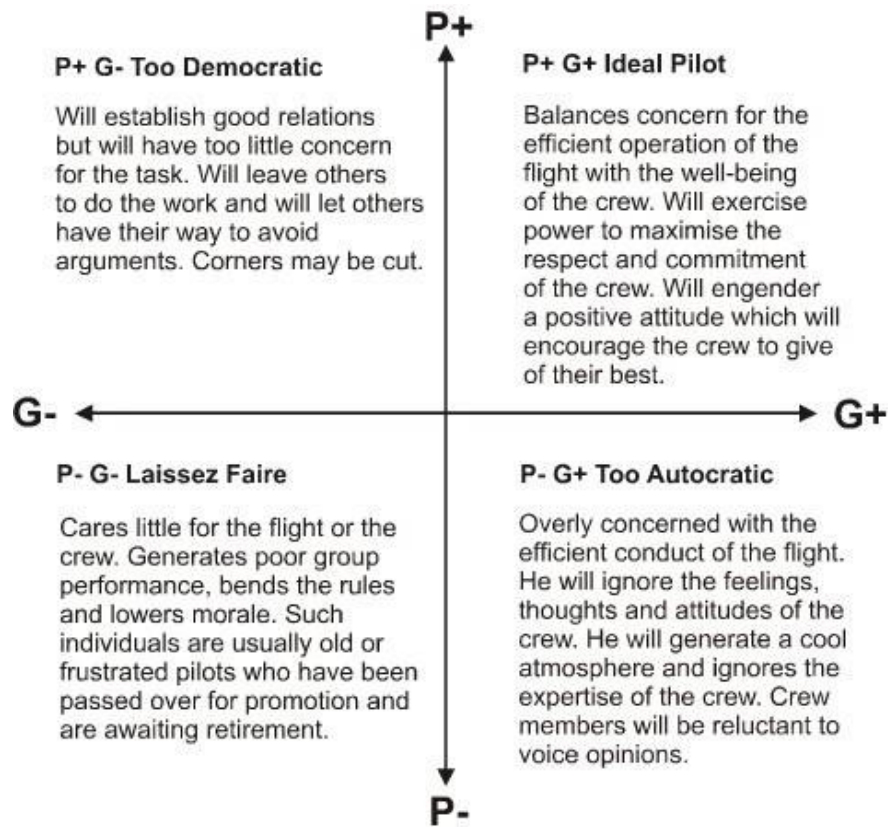 P+
P+ G- Too Democratic
Will establish good relations
but will have too little concern
for the task. Will leave others
to do the work and will let others
have their way to avoid
arguments. Corners may be cut.
P+ G+ Ideal Pilot
Balances concern for the
efficient operation of the
flight with the well-being
of the crew. Will exercise
power to maximise the
respect and commitment
of the crew. Will engender
a positive attitude which will
encourage the crew to give
of their best.
G-
G+
P- G- Laissez Faire
Cares little for the flight or the
crew. Generates poor group
performance, bends the rules
and lowers morale. Such
individuals are usually old or
frustrated pilots who have been
passed over for promotion and
are awaiting retirement.
P- G+ Too Autocratic
Overly concerned with the
efficient conduct of the flight.
He will ignore the feelings,
thoughts and attitudes of the
crew. He will generate a cool
atmosphere and ignores the
expertise of the crew. Crew
members will be reluctant to
voice opinions.
P-